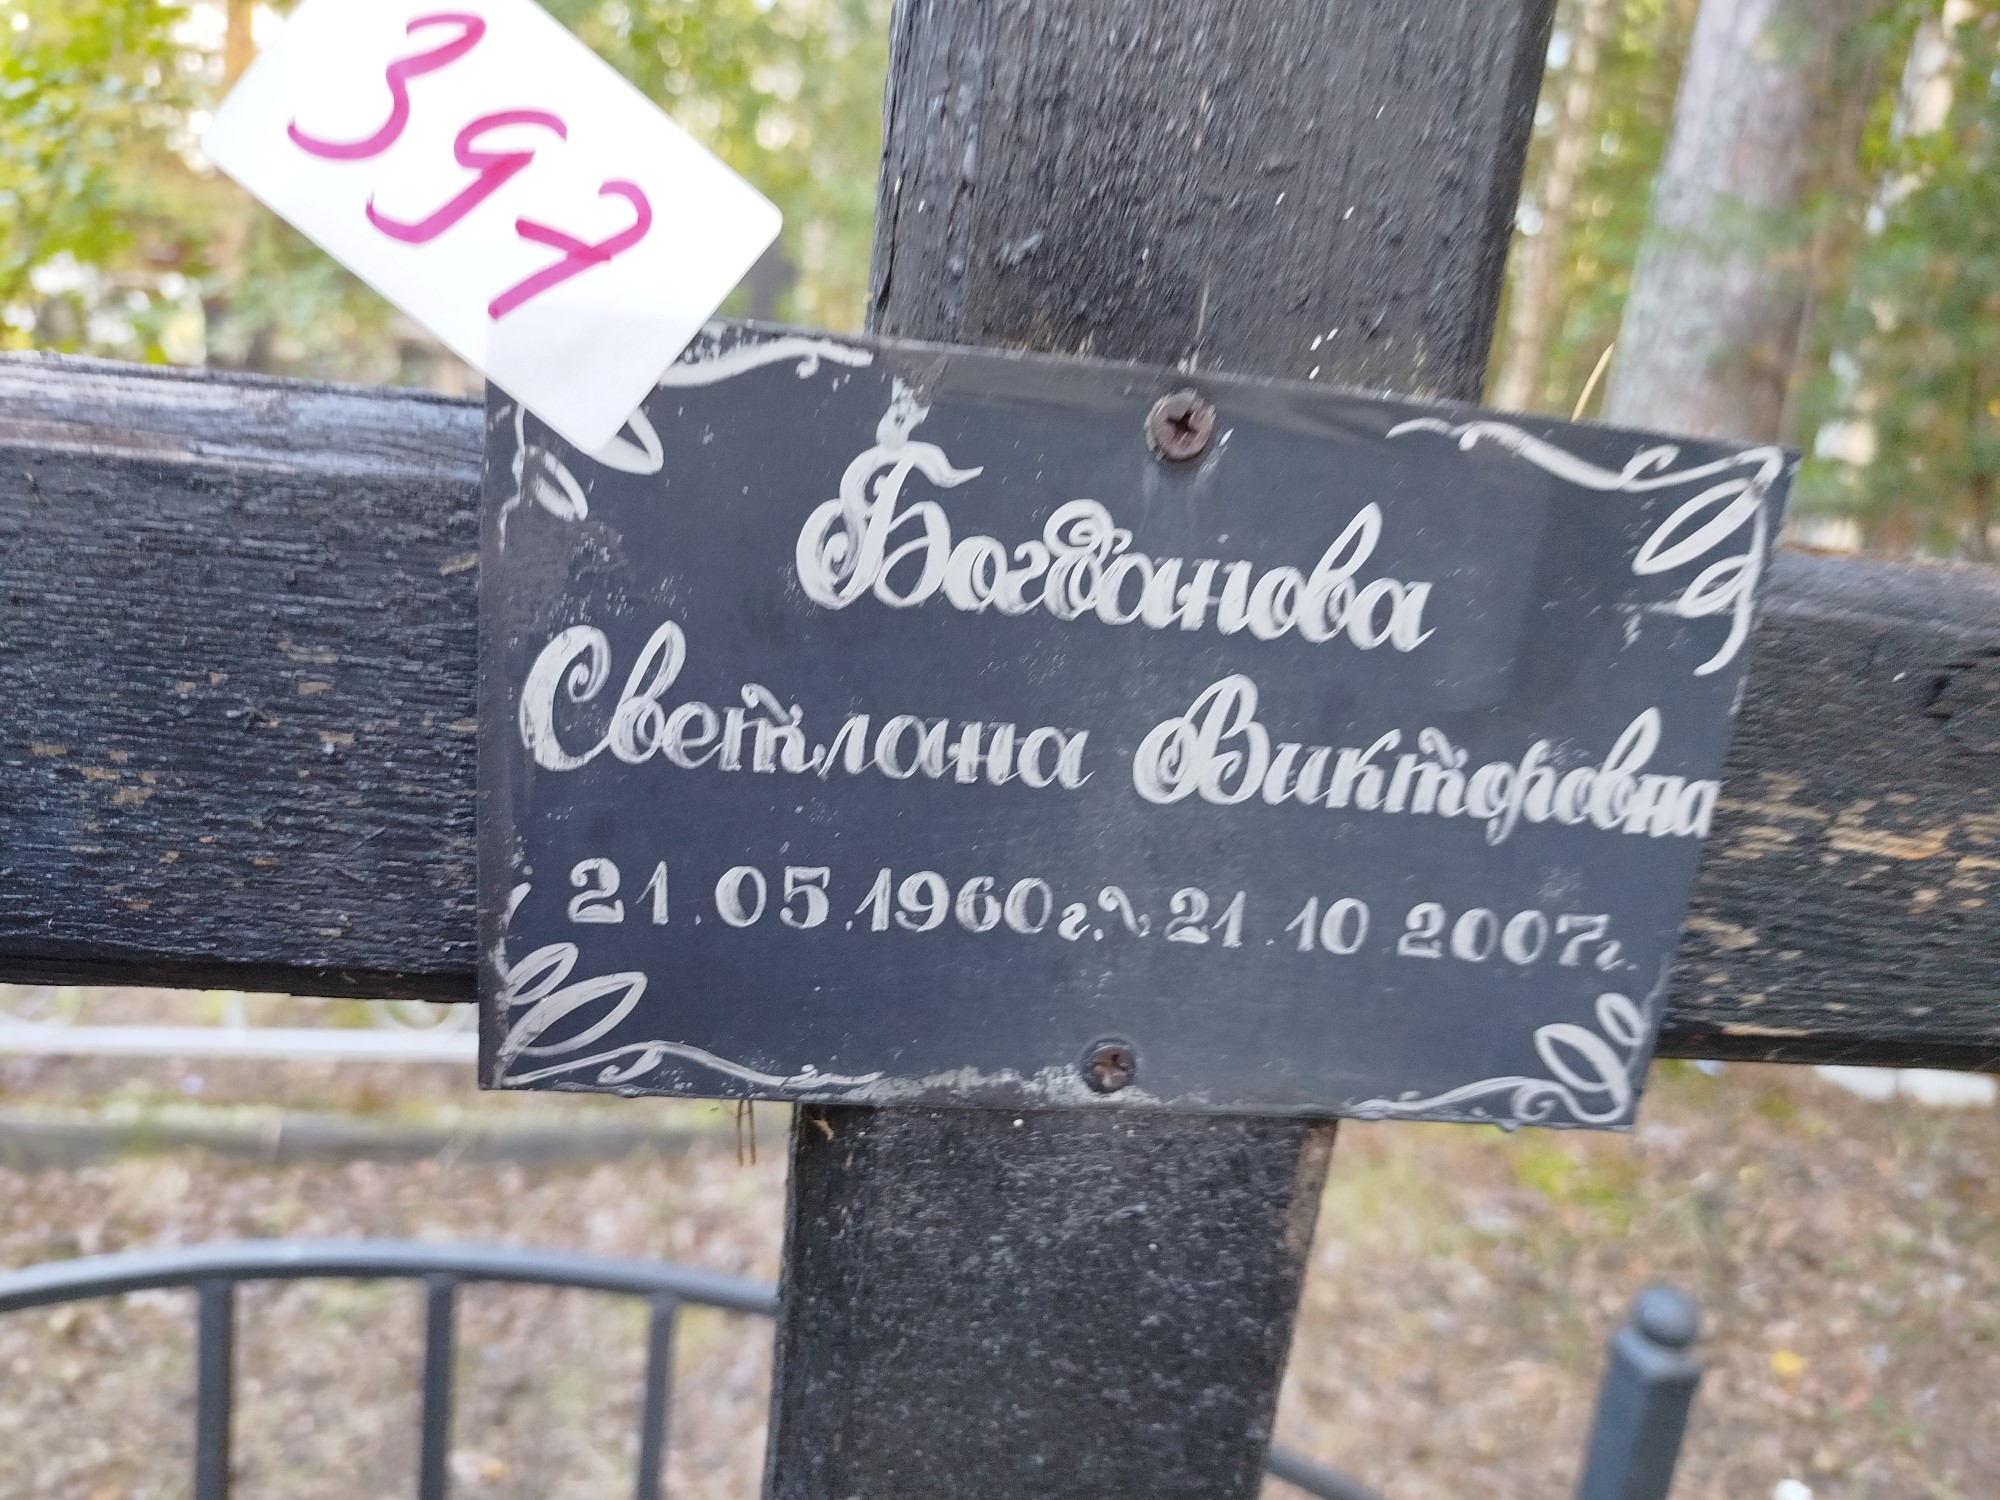 397
Богданова
Светлана Викторовна
21.05.1960г. ~ 21.10.2007г.